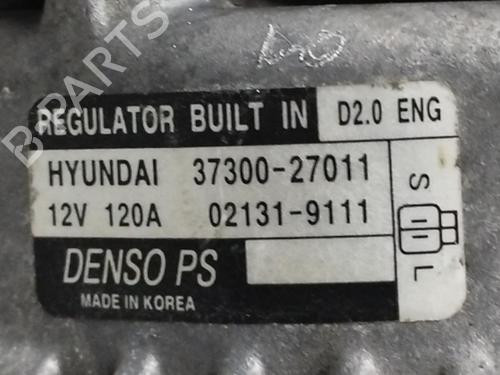 B-PARTS
REGULATOR BUILT IN D2.0 ENG
HYUNDAI 37300-27011
12V 120A 02131-9111
S
L
DENSO PS
MADE IN KOREA